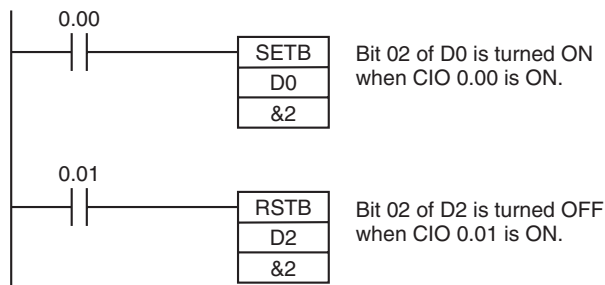 0.00
SETB
D0
&2
Bit 02 of D0 is turned ON
when CIO 0.00 is ON.
0.01
RSTB
D2
&2
Bit 02 of D2 is turned OFF
when CIO 0.01 is ON.